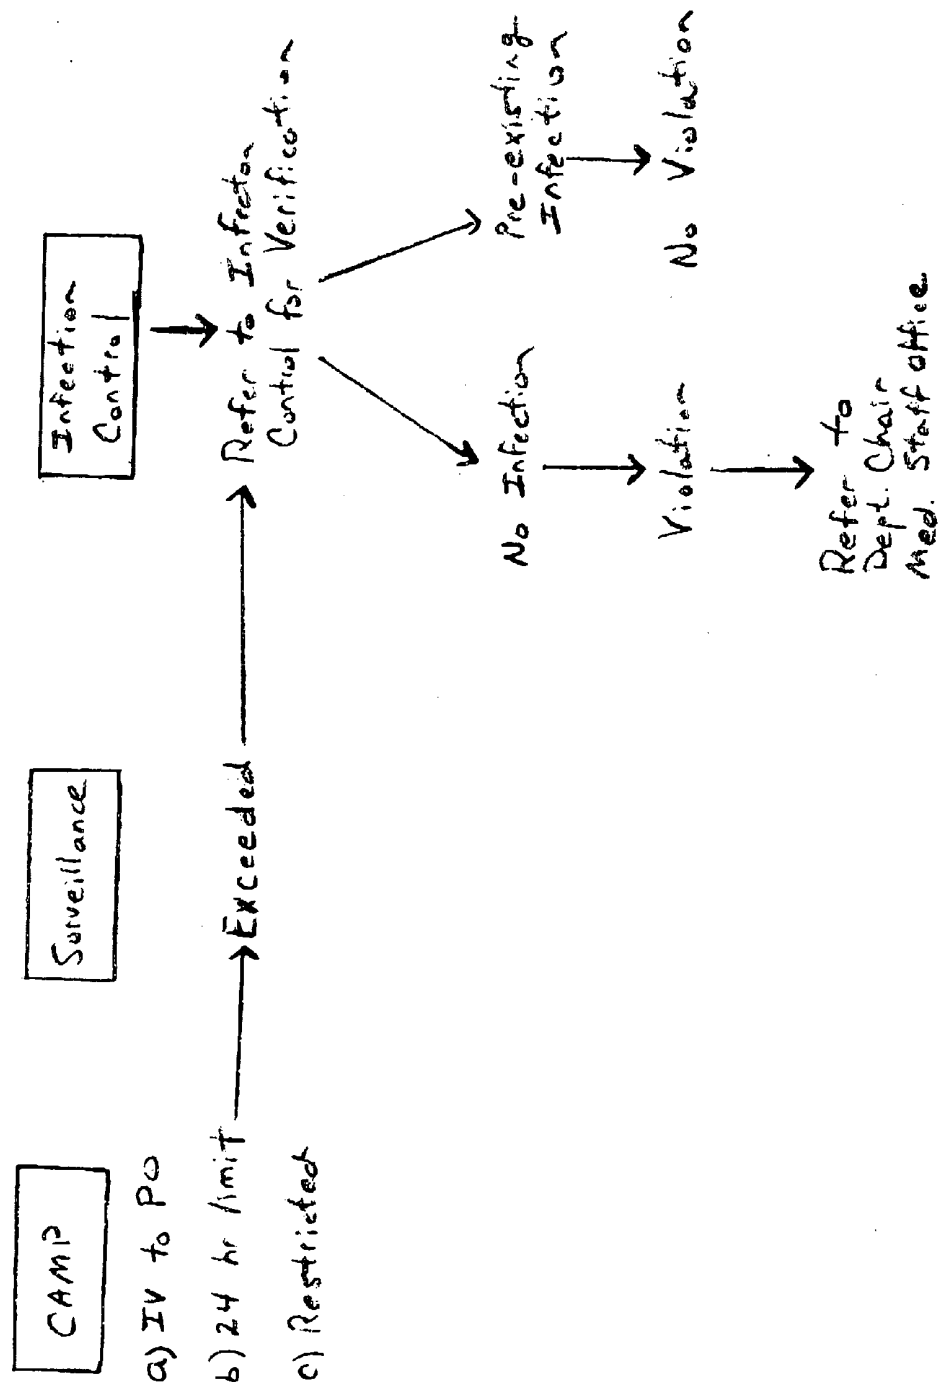 CAMP
a) IV to PO
b) 24 hr limit
c) Restricted
Surveillance
Exceeded
Infection
Control
Refer to Infection
Control for Verification
No Infection
Violation
Refer to
Dept. Chair
Med. Staff Office
Pre-existing
Infection
No Violation